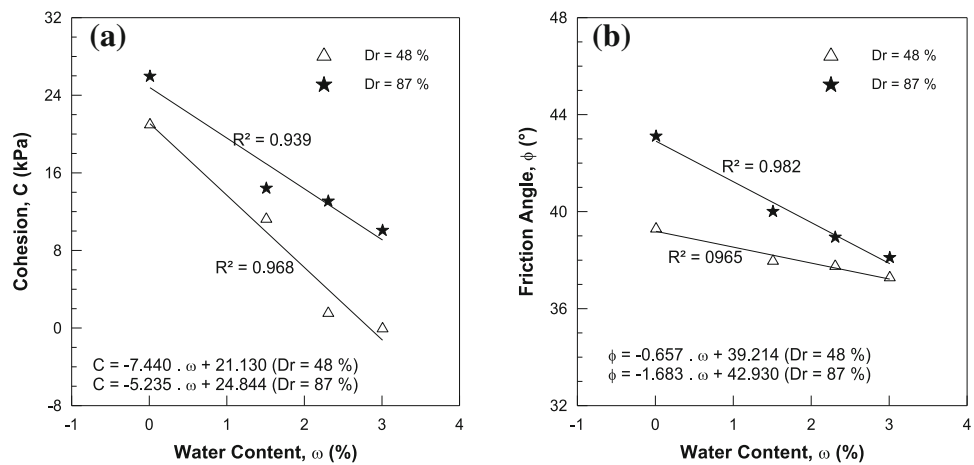 (a)
Dr = 48 %
Dr = 87 %
32
24
16
8
0
-8
Cohesion, C (kPa)
R² = 0.939
R² = 0.968
C = -7.440 . ω + 21.130 (Dr = 48 %)
C = -5.235 . ω + 24.844 (Dr = 87 %)
-1 0 1 2 3 4
Water Content, ω (%)
(b)
Dr = 48 %
Dr = 87 %
48
44
40
36
32
Friction Angle, ϕ (°)
R² = 0.982
R² = 0965
ϕ = -0.657 . ω + 39.214 (Dr = 48 %)
ϕ = -1.683 . ω + 42.930 (Dr = 87 %)
-1 0 1 2 3 4
Water Content, ω (%)